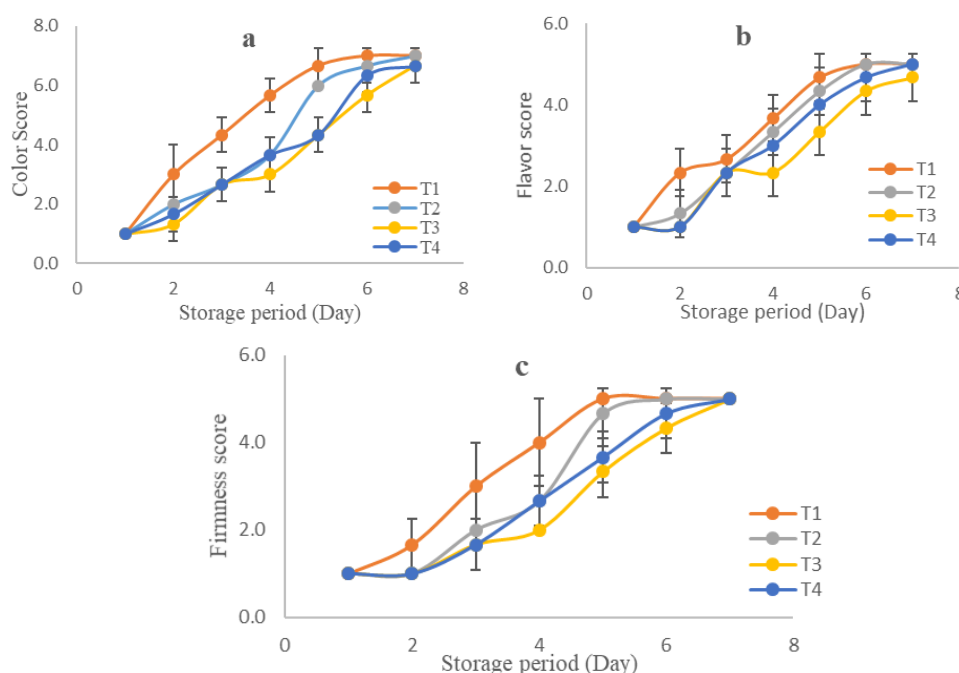 a
8.0
6.0
4.0
2.0
0.0
Color Score
T1
T2
T3
T4
0 2 4 6 8
Storage period (Day)
b
6.0
4.0
2.0
0.0
Flavor score
T1
T2
T3
T4
0 2 4 6 8
Storage period (Day)
c
6.0
4.0
2.0
0.0
Firmness score
T1
T2
T3
T4
0 2 4 6 8
Storage period (Day)